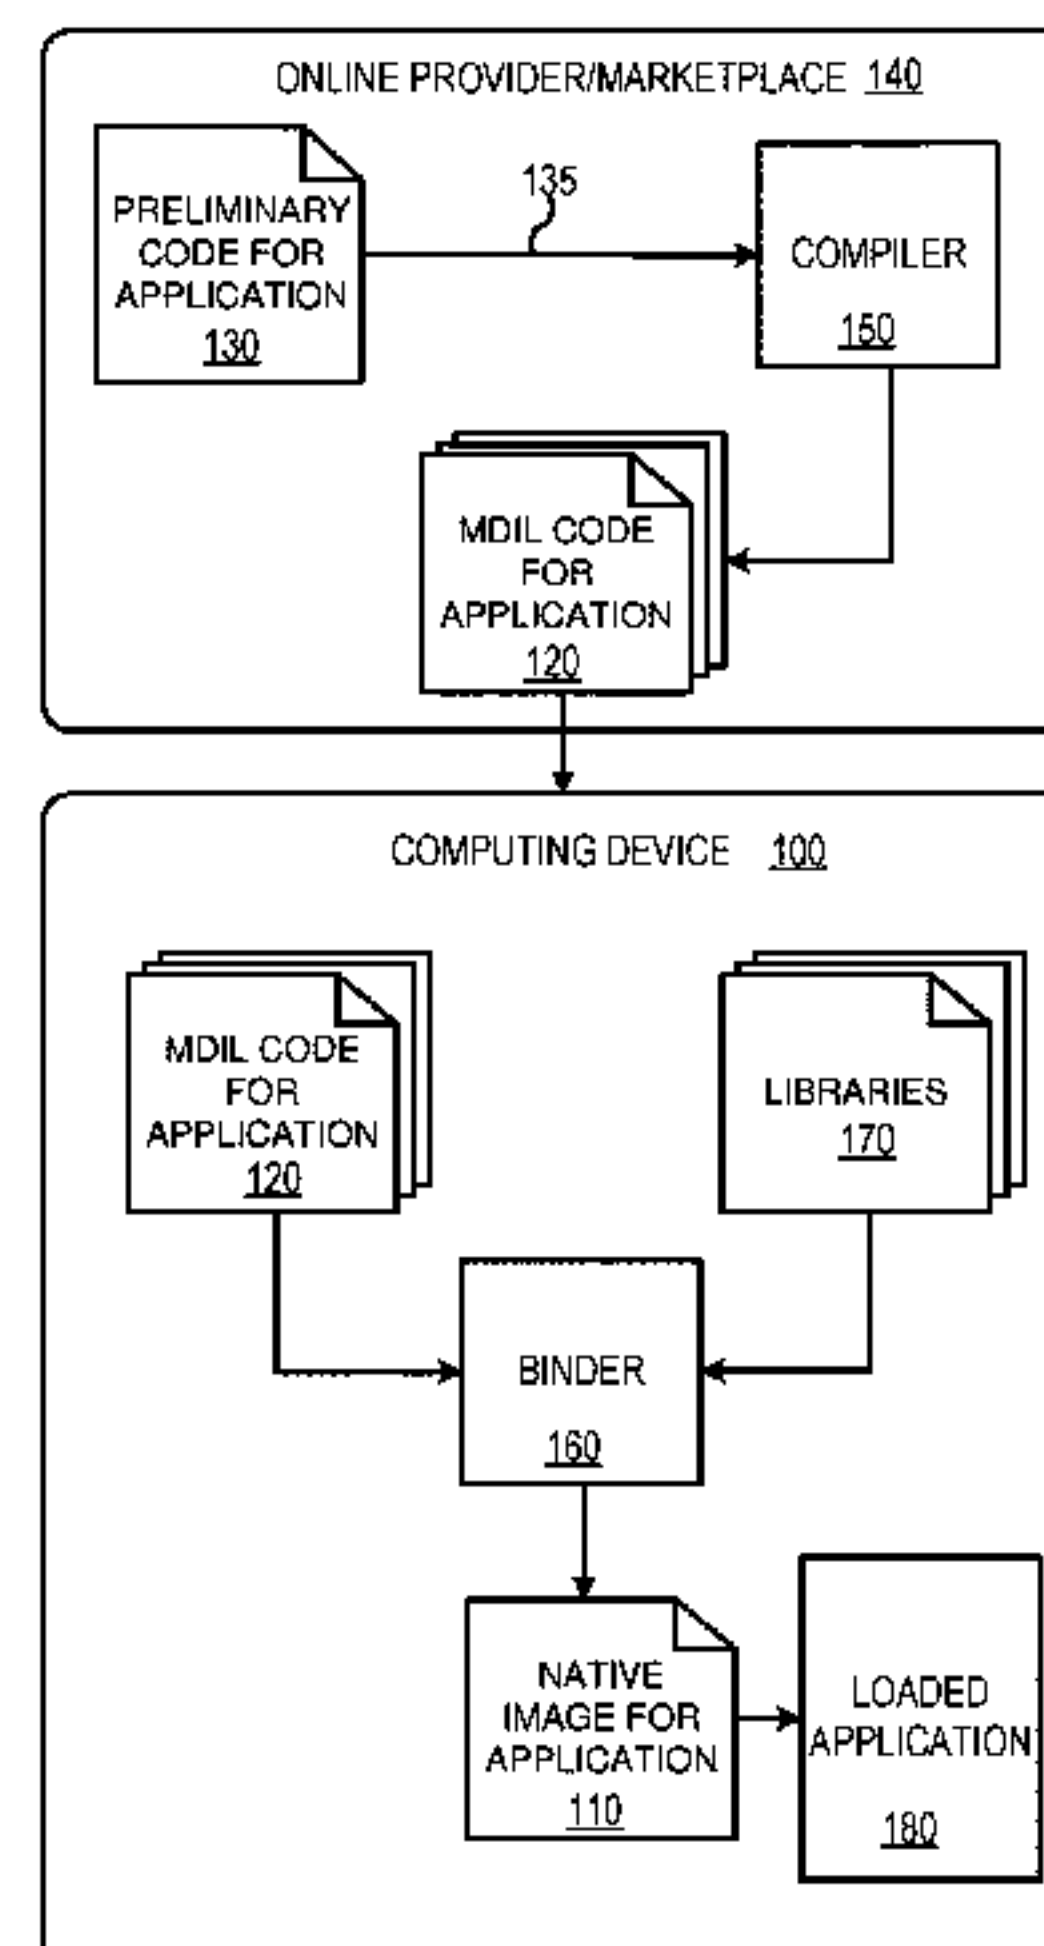 ONLINE PROVIDER/MARKETPLACE 140
PRELIMINARY
CODE FOR
APPLICATION
130
135
COMPILER
150
MDIL CODE
FOR
APPLICATION
120
COMPUTING DEVICE 100
MDIL CODE
FOR
APPLICATION
120
LIBRARIES
170
BINDER
160
NATIVE
IMAGE FOR
APPLICATION
110
LOADED
APPLICATION
180